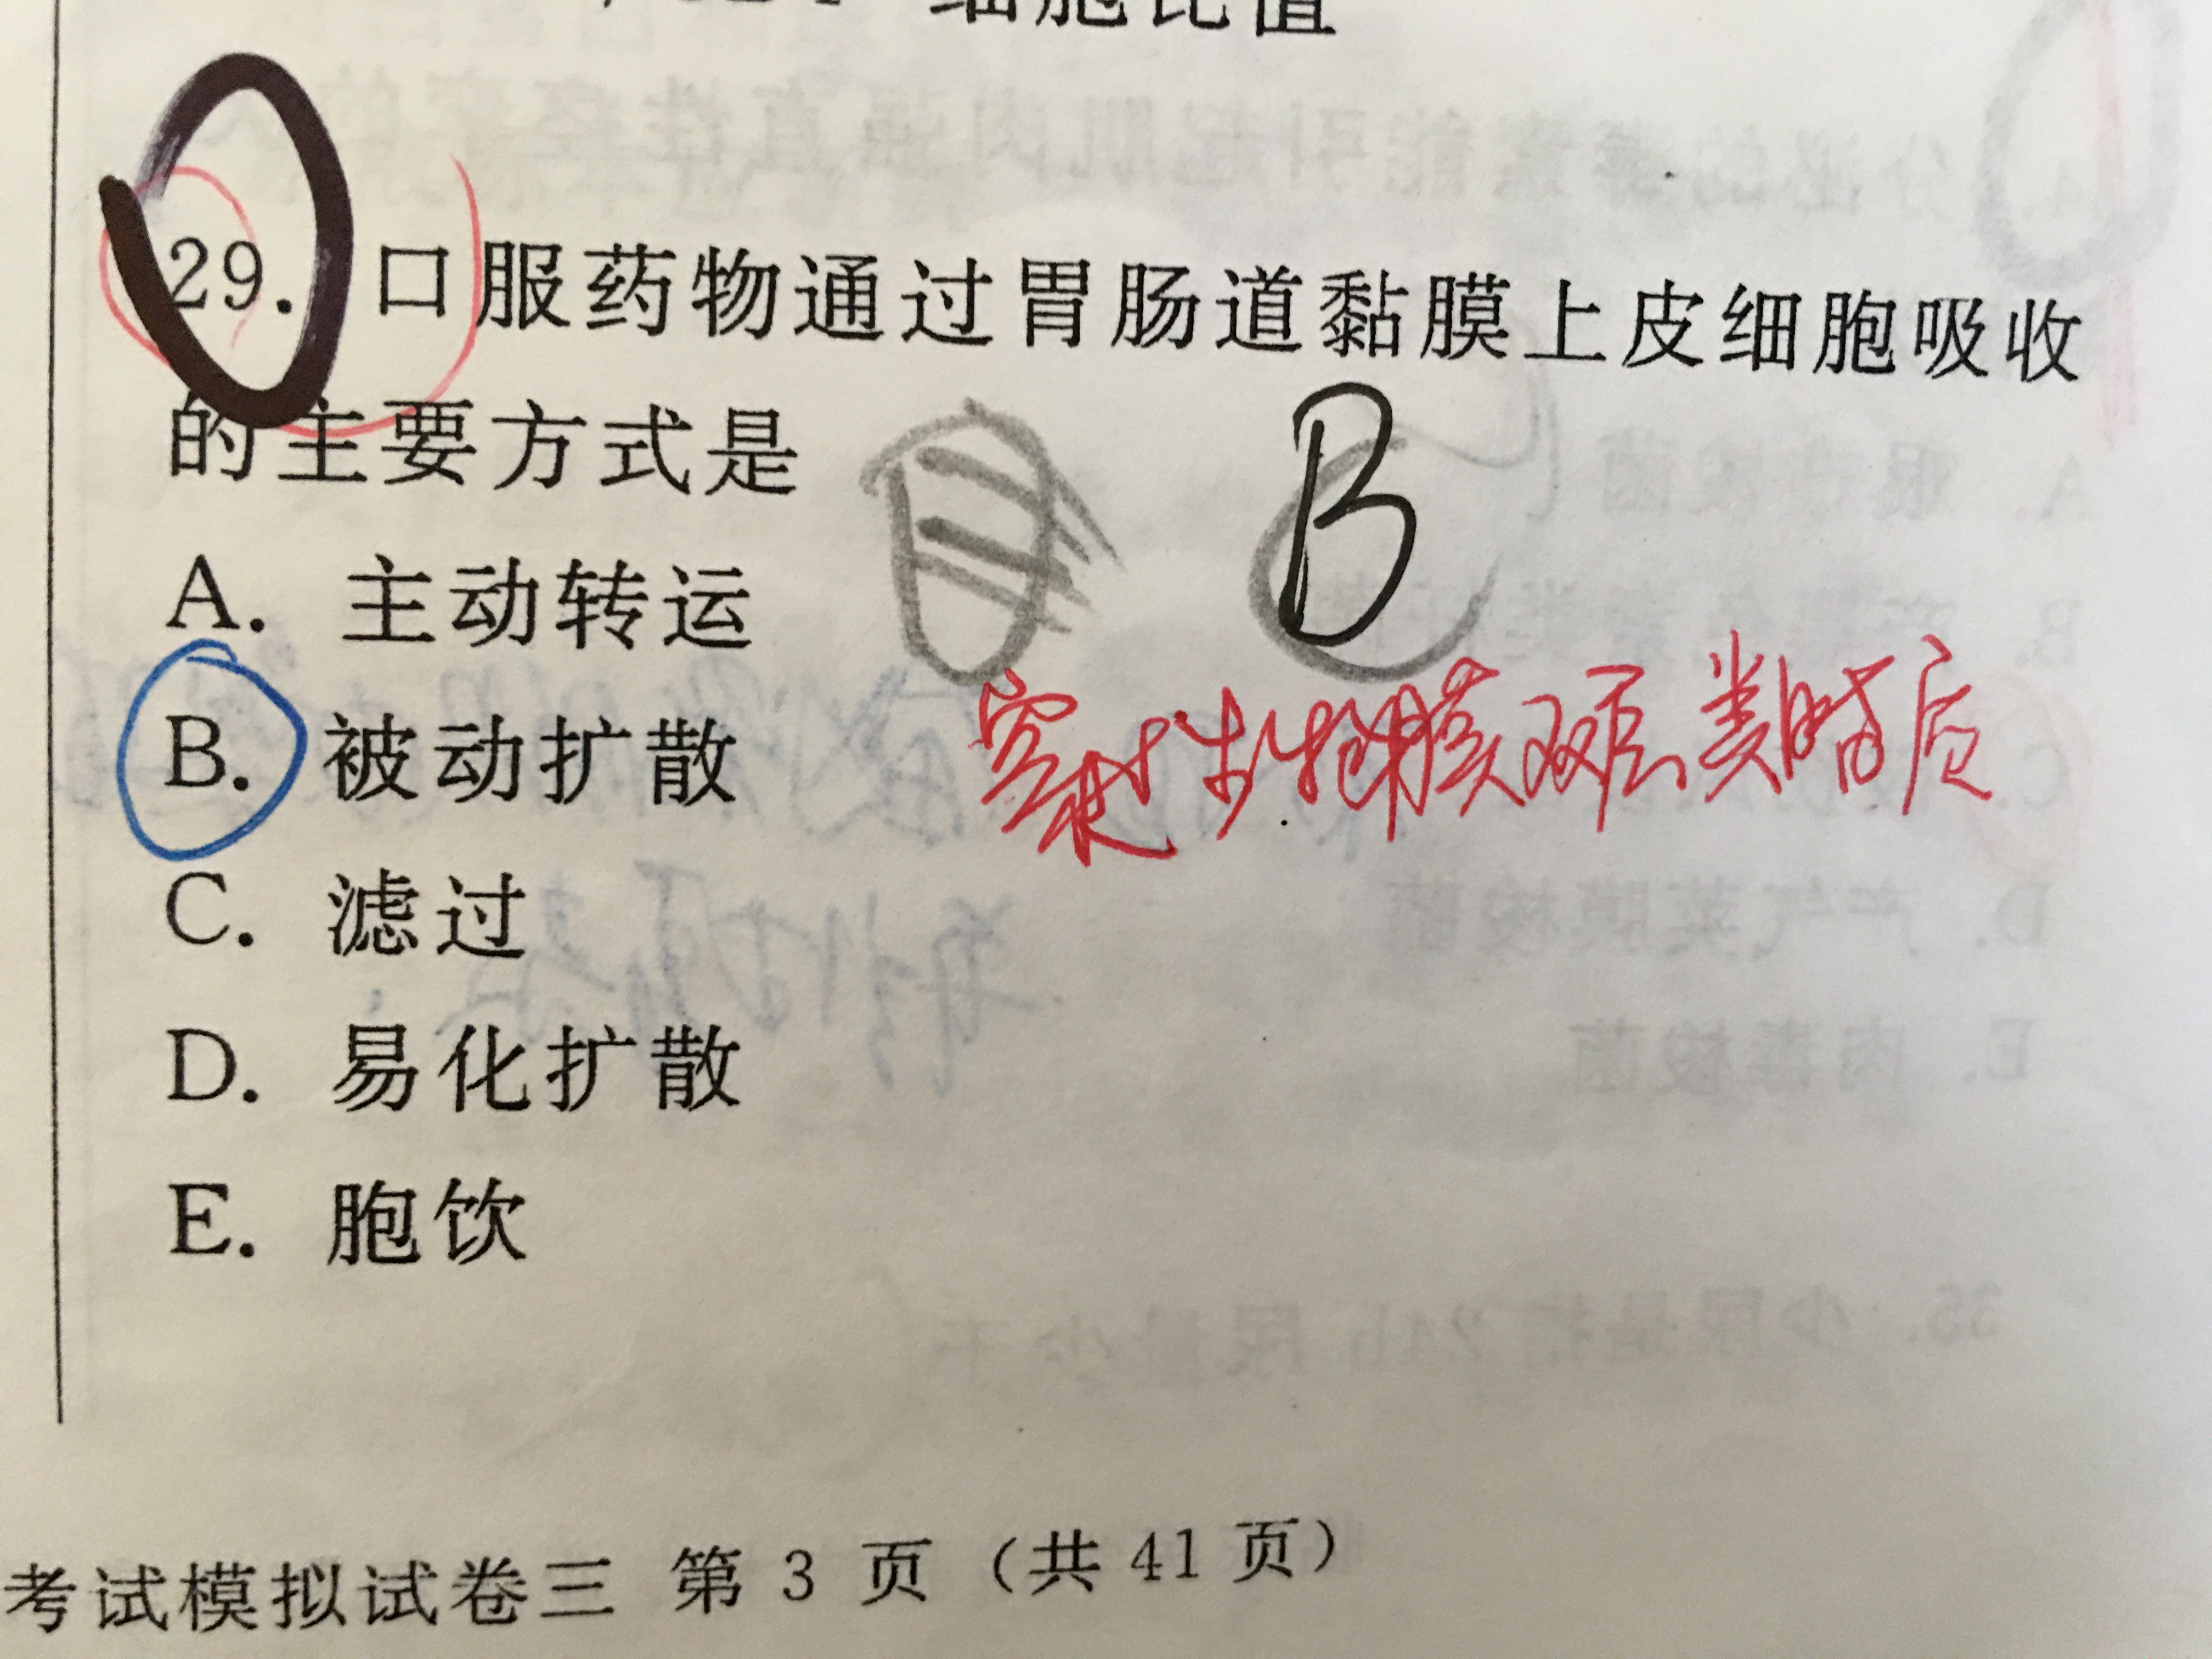 29. 口服药物通过胃肠道黏膜上皮细胞吸收
的主要方式是
A. 主动转运
B. 被动扩散
C. 滤过
D. 易化扩散
E. 胞饮
B
考试模拟试卷三 第 3 页（共 41 页）